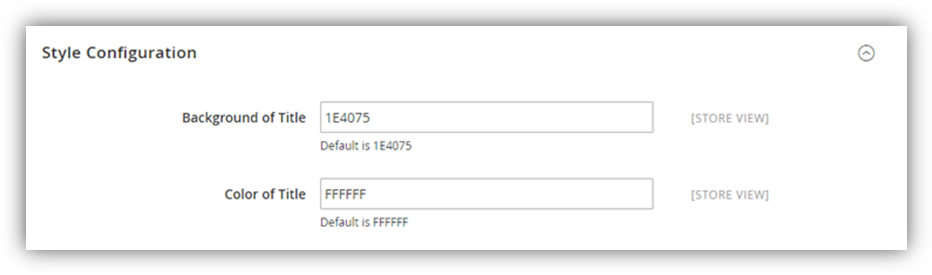 Style Configuration
Background of Title 1E4075 [STORE VIEW]
Default is 1E4075
Color of Title FFFFFF [STORE VIEW]
Default is FFFFFF